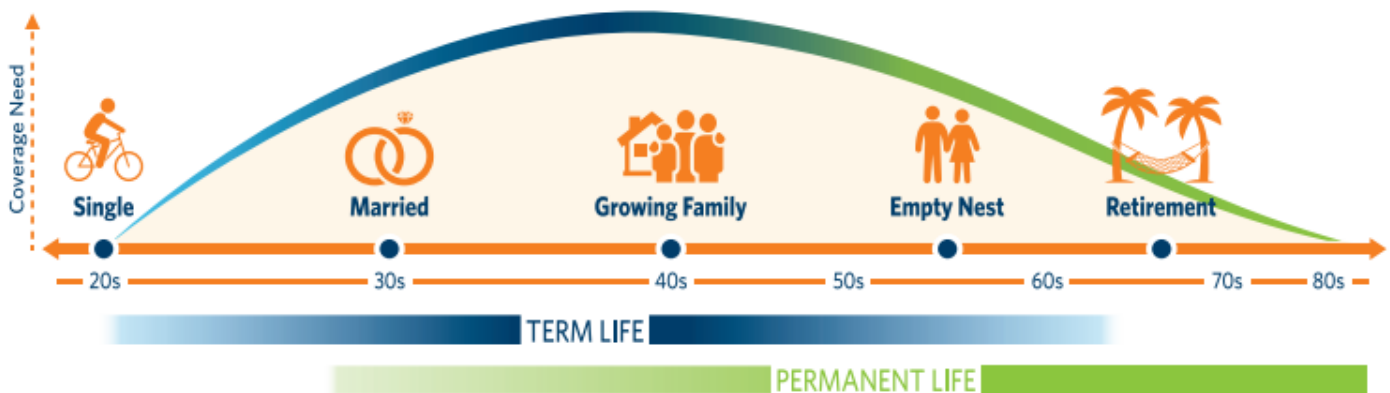 Coverage Need
Single
Married
Growing Family
Empty Nest
Retirement
20s
30s
40s
50s
60s
70s
80s
TERM LIFE
PERMANENT LIFE